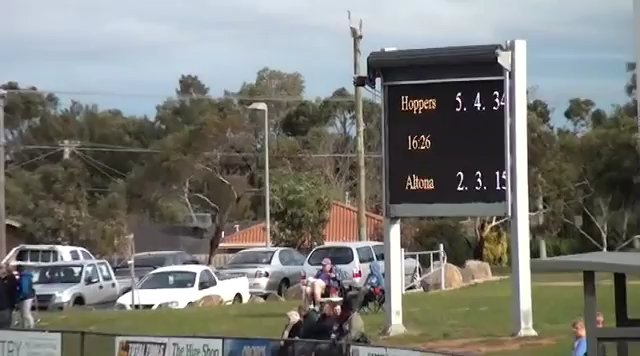 Hoppers 5. 4. 34
16:26
Altona 2. 3. 15
The Hire Shop